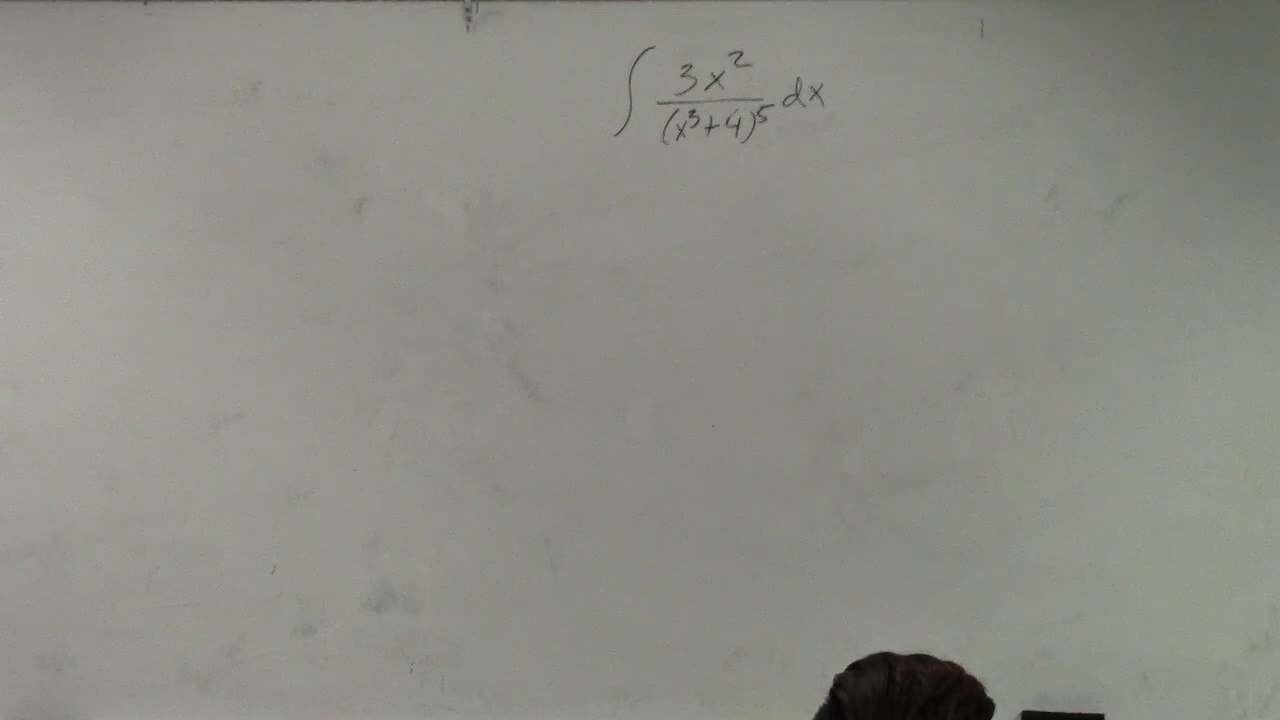 ∫ 3x²/(x³+4)⁵ dx